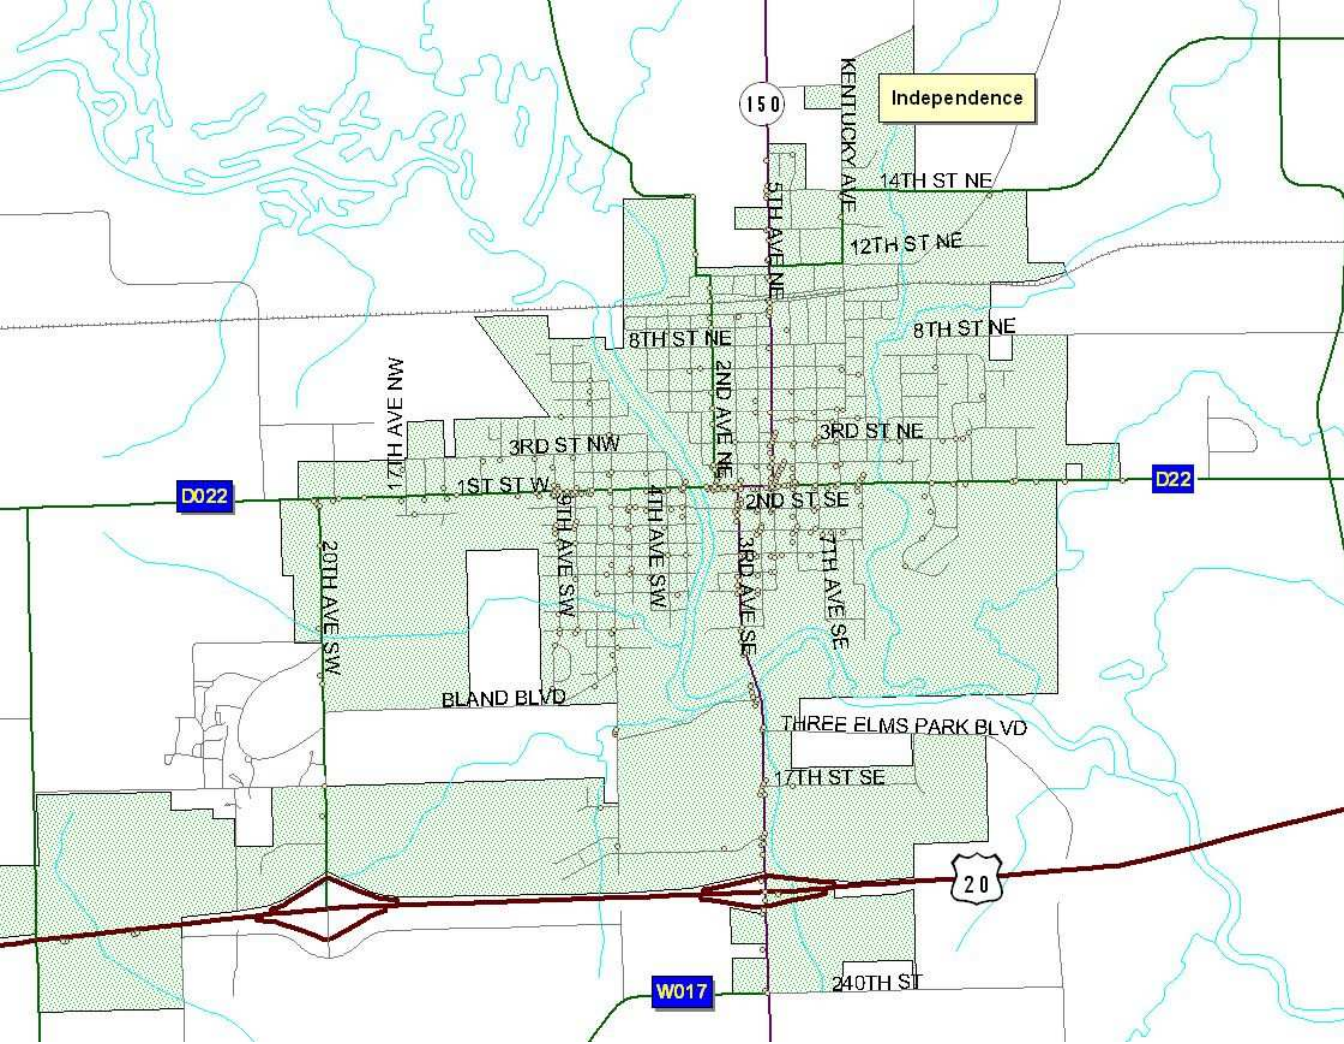 KENTUCKY AVE
150
Independence
14TH ST NE
5TH AVE NE
12TH ST NE
8TH ST NE
8TH ST NE
17TH AVE NW
2ND AVE NE
3RD ST NE
3RD ST NW
D22
1ST ST W
D022
2ND ST SE
9TH AVE SW
4TH AVE SW
20TH AVE SW
3RD AVE SE
7TH AVE SE
BLAND BLVD
THREE ELMS PARK BLVD
17TH ST SE
20
240TH ST
W017